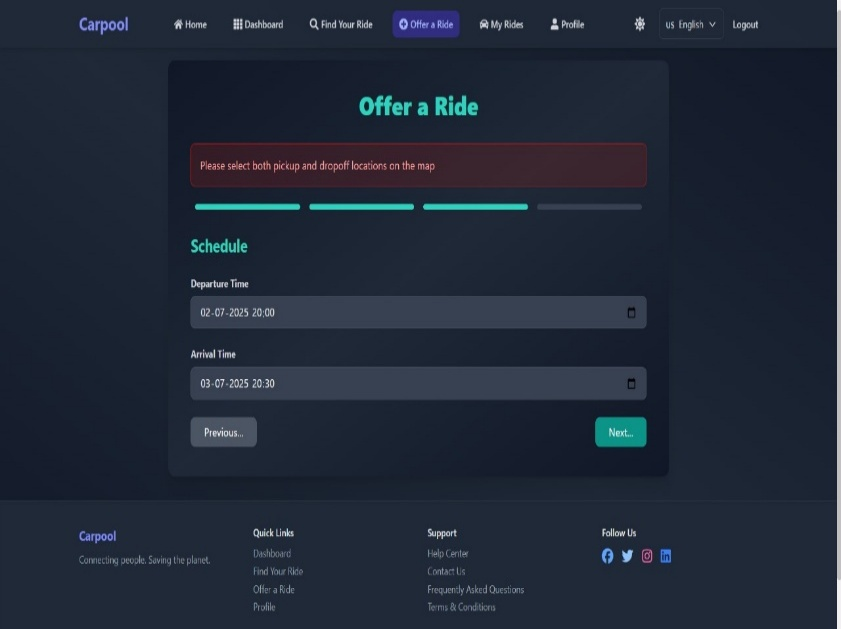 Carpool
Home
Dashboard
Find Your Ride
Offer a Ride
My Rides
Profile
us English
Logout
Offer a Ride
Please select both pickup and dropoff locations on the map
Schedule
Departure Time
02-07-2025 20:00
Arrival Time
03-07-2025 20:30
Previous...
Next...
Carpool
Connecting people. Saving the planet.
Quick Links
Dashboard
Find Your Ride
Offer a Ride
Profile
Support
Help Center
Contact Us
Frequently Asked Questions
Terms & Conditions
Follow Us